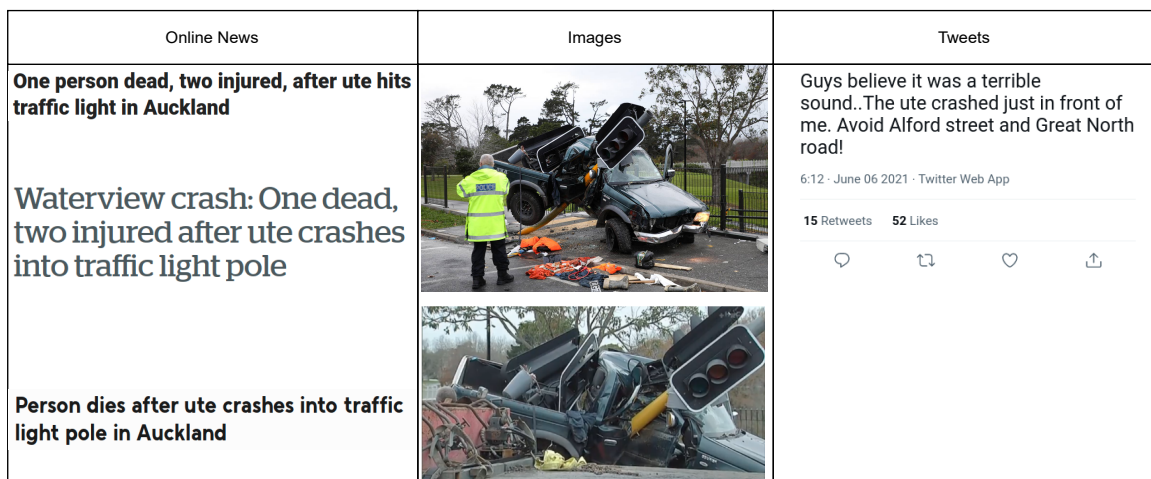 Online News
Images
Tweets
One person dead, two injured, after ute hits
traffic light in Auckland
Waterview crash: One dead,
two injured after ute crashes
into traffic light pole
Person dies after ute crashes into traffic
light pole in Auckland
POLICE
Guys believe it was a terrible
sound..The ute crashed just in front of
me. Avoid Alford street and Great North
road!
6:12 · June 06 2021 · Twitter Web App
15 Retweets 52 Likes